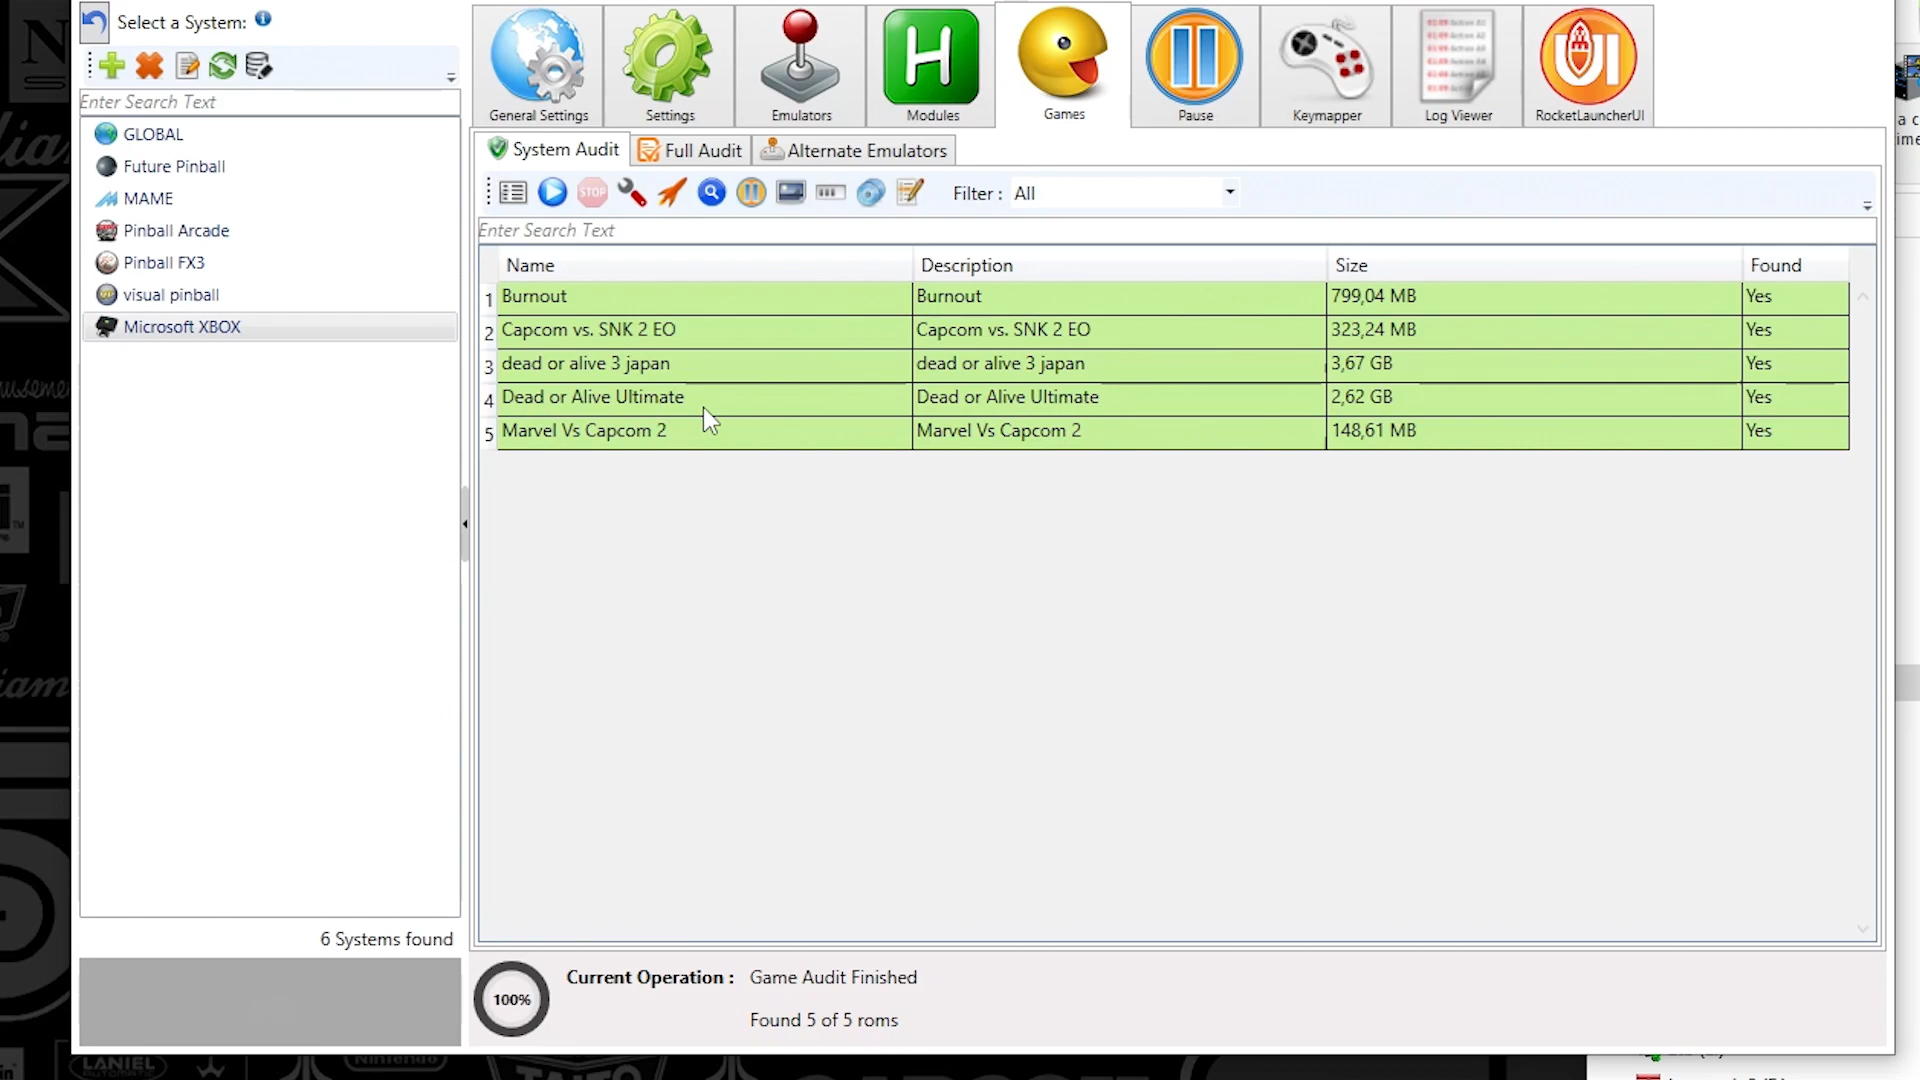 Select a System:
Enter Search Text
GLOBAL
Future Pinball
MAME
Pinball Arcade
Pinball FX3
visual pinball
Microsoft XBOX
6 Systems found
General Settings
Settings
Emulators
Modules
Games
Pause
Keymapper
Log Viewer
RocketLauncherUI
System Audit
Full Audit
Alternate Emulators
STOP
Filter : All
Enter Search Text
Name Description Size Found
1 Burnout Burnout 799,04 MB Yes
2 Capcom vs. SNK 2 EO Capcom vs. SNK 2 EO 323,24 MB Yes
3 dead or alive 3 japan dead or alive 3 japan 3,67 GB Yes
4 Dead or Alive Ultimate Dead or Alive Ultimate 2,62 GB Yes
5 Marvel Vs Capcom 2 Marvel Vs Capcom 2 148,61 MB Yes
100%
Current Operation : Game Audit Finished
Found 5 of 5 roms
LANIEL
Nintendo